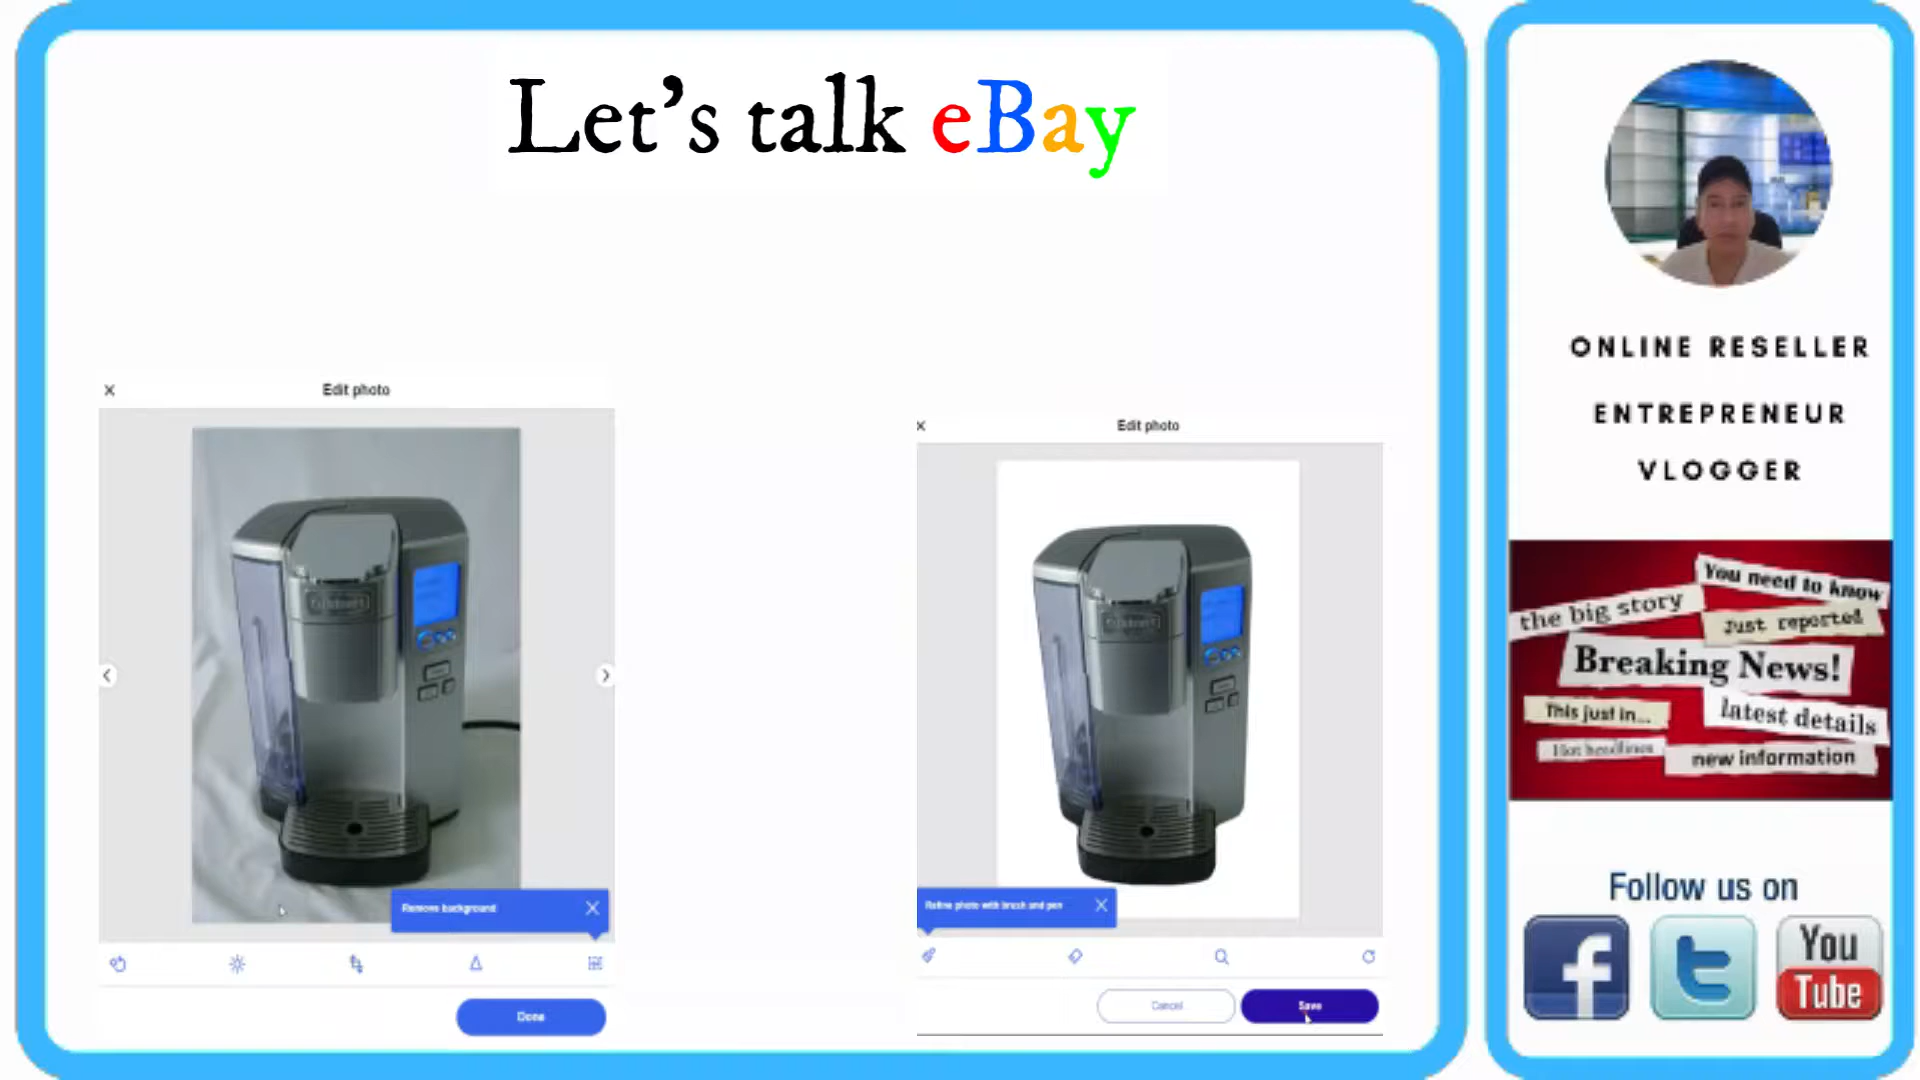 Let's talk eBay
Edit photo
Remove background
Done
Edit photo
Refine photo with brush and pen
Cancel
Save
ONLINE RESELLER
ENTREPRENEUR
VLOGGER
You need to know
the big story
Just reported
Breaking News!
This just in...
latest details
Hot headlines
new information
Follow us on
f
t
You
Tube